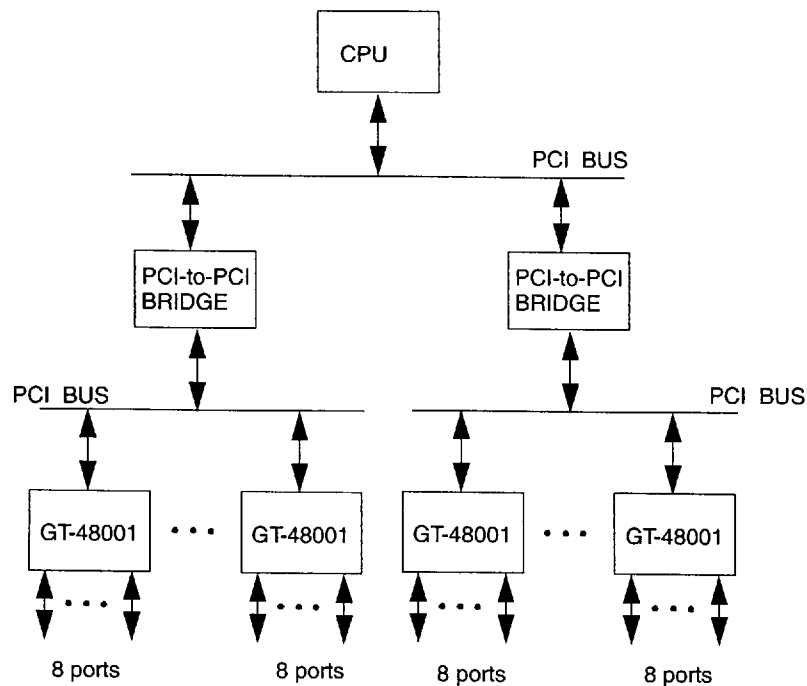 CPU
PCI BUS
PCI-to-PCI
BRIDGE
PCI-to-PCI
BRIDGE
PCI BUS
PCI BUS
GT-48001
GT-48001
GT-48001
GT-48001
8 ports
8 ports
8 ports
8 ports